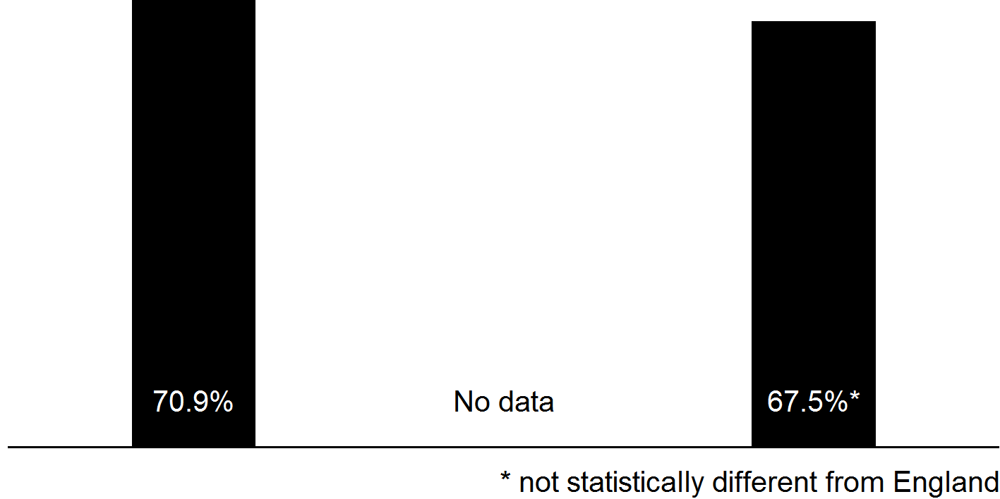 70.9% No data 67.5%*
* not statistically different from England